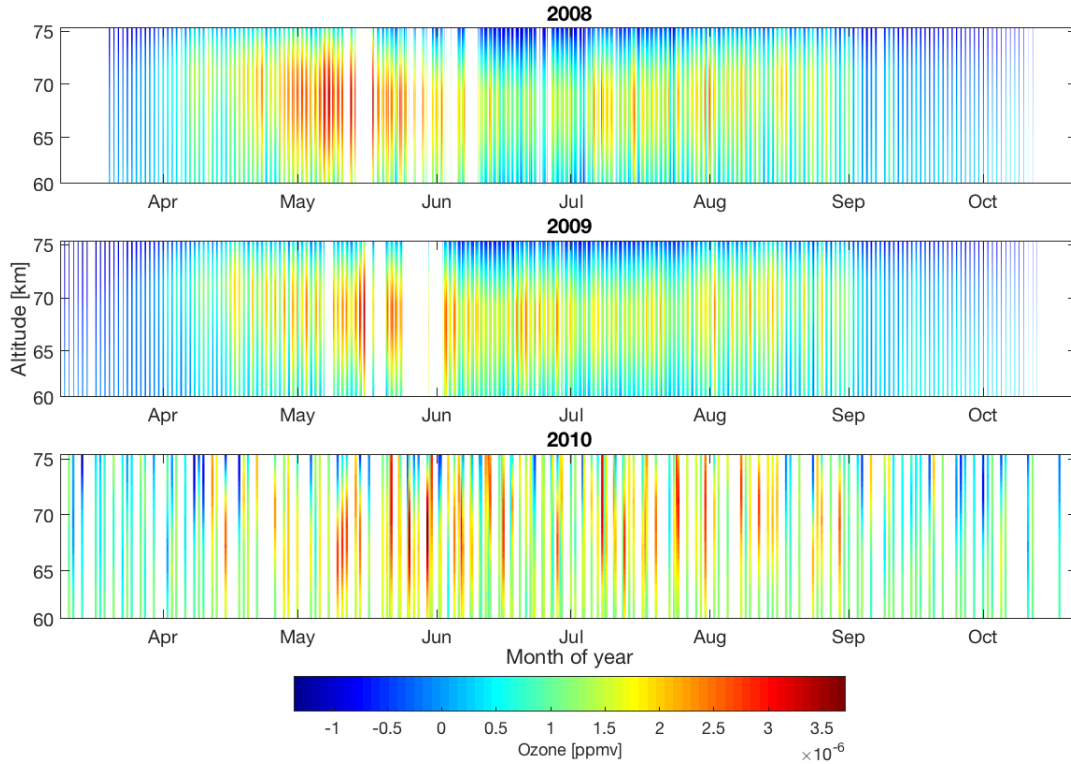 2008
75
70
65
60
Apr May Jun Jul Aug Sep Oct
2009
75
70
65
60
Apr May Jun Jul Aug Sep Oct
Altitude [km]
2010
75
70
65
60
Apr May Jun Jul Aug Sep Oct
Month of year
-1 -0.5 0 0.5 1 1.5 2 2.5 3 3.5
Ozone [ppmv]
×10⁻⁶